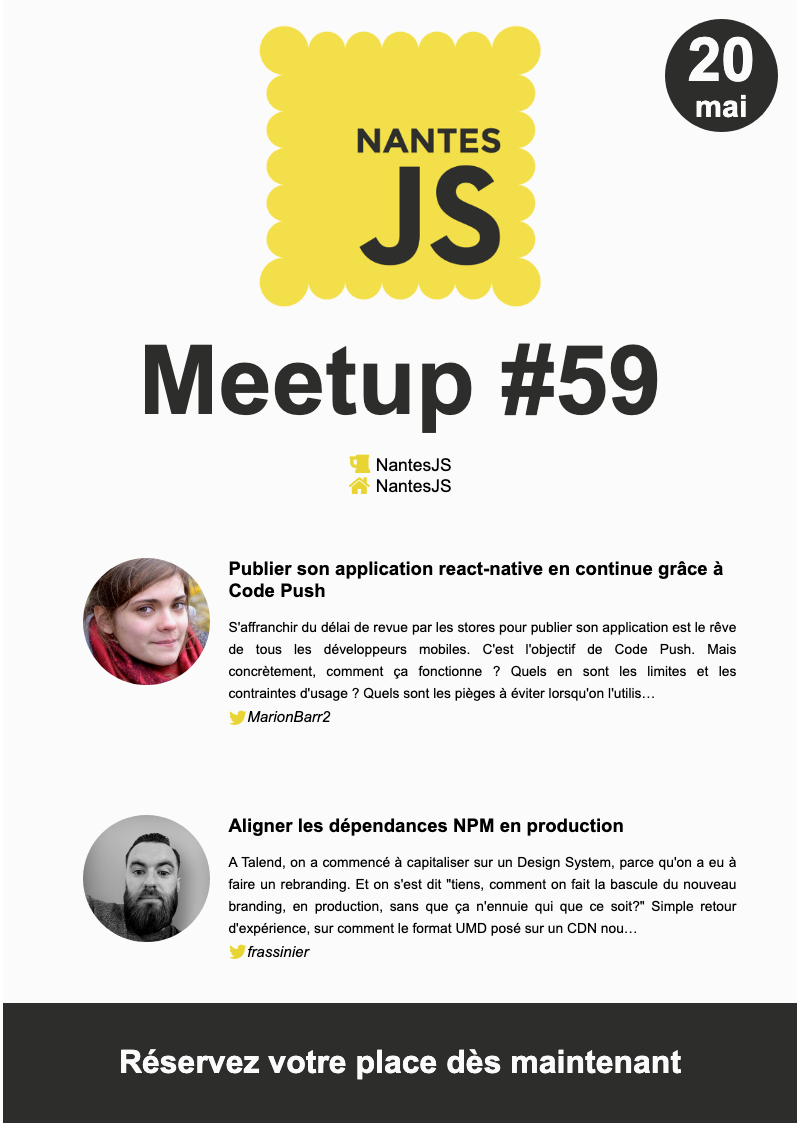 20
mai
NANTES
JS
Meetup #59
NantesJS
NantesJS
Publier son application react-native en continue grâce à
Code Push
S'affranchir du délai de revue par les stores pour publier son application est le rêve
de tous les développeurs mobiles. C'est l'objectif de Code Push. Mais
concrètement, comment ça fonctionne ? Quels en sont les limites et les
contraintes d'usage ? Quels sont les pièges à éviter lorsqu'on l'utilis…
MarionBarr2
Aligner les dépendances NPM en production
A Talend, on a commencé à capitaliser sur un Design System, parce qu'on a eu à
faire un rebranding. Et on s'est dit "tiens, comment on fait la bascule du nouveau
branding, en production, sans que ça n'ennuie qui que ce soit?" Simple retour
d'expérience, sur comment le format UMD posé sur un CDN nou…
frassinier
Réservez votre place dès maintenant